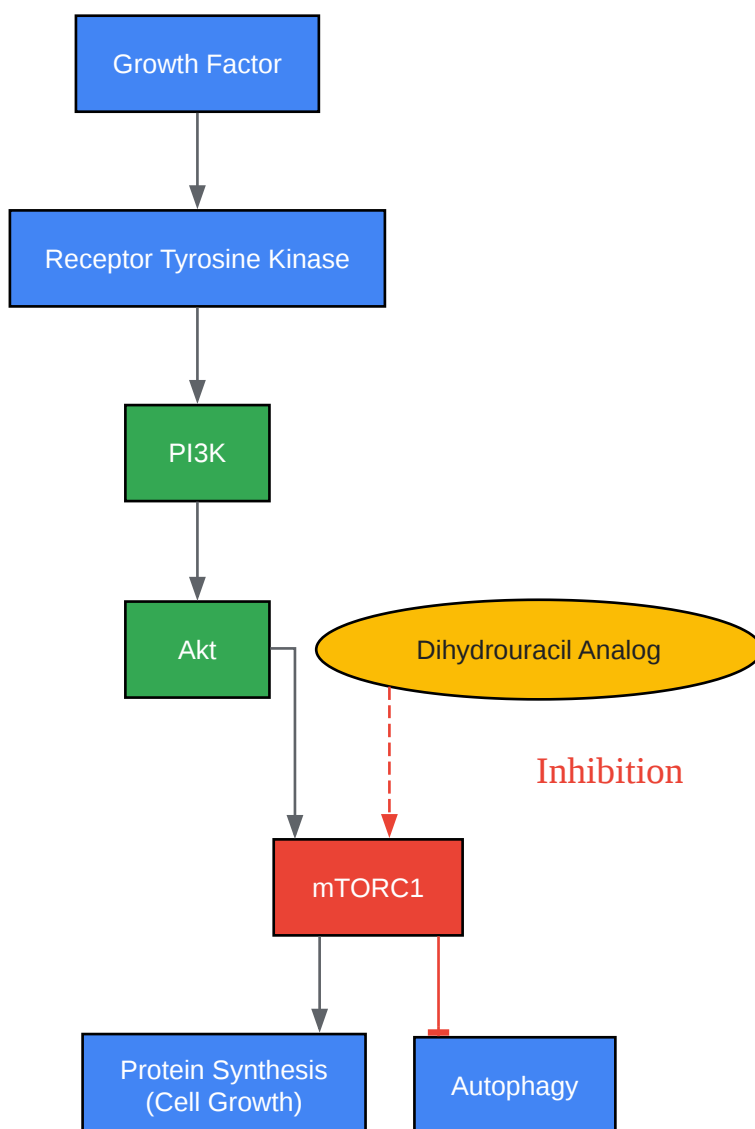 Growth Factor
Receptor Tyrosine Kinase
PI3K
Akt
Dihydrouracil Analog
Inhibition
mTORC1
Protein Synthesis
(Cell Growth)
Autophagy